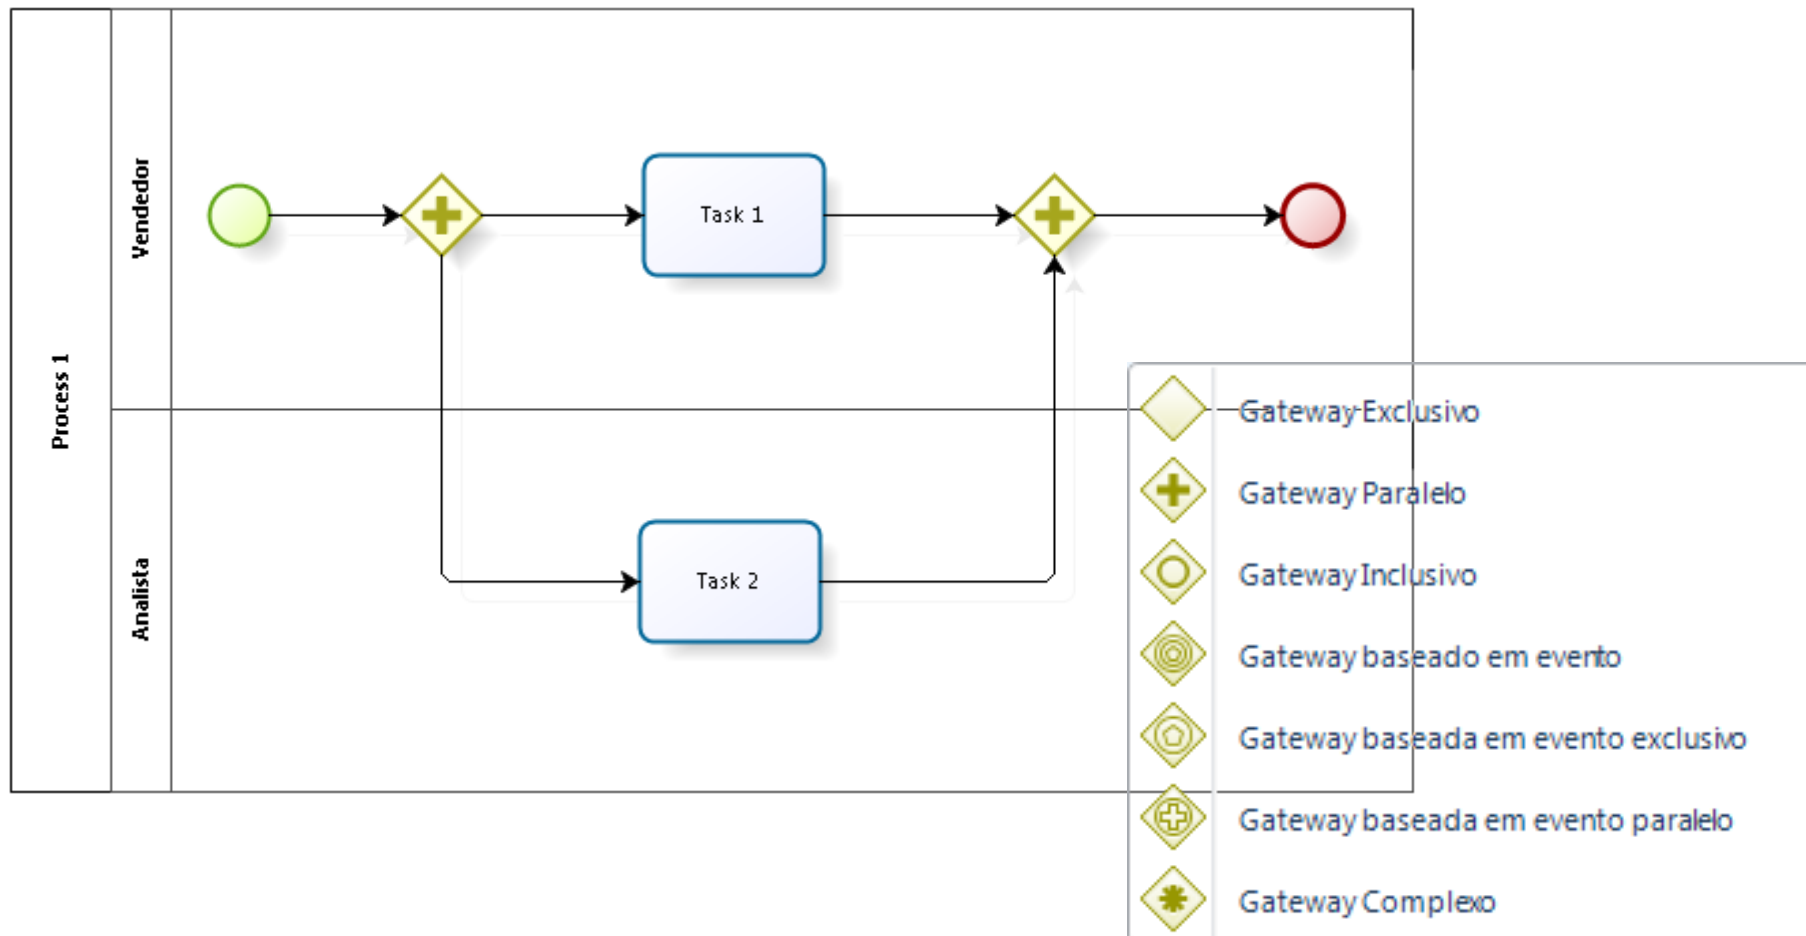 Process 1
Vendedor
Task 1
Analista
Task 2
Gateway Exclusivo
Gateway Paralelo
Gateway Inclusivo
Gateway baseado em evento
Gateway baseada em evento exclusivo
Gateway baseada em evento paralelo
Gateway Complexo